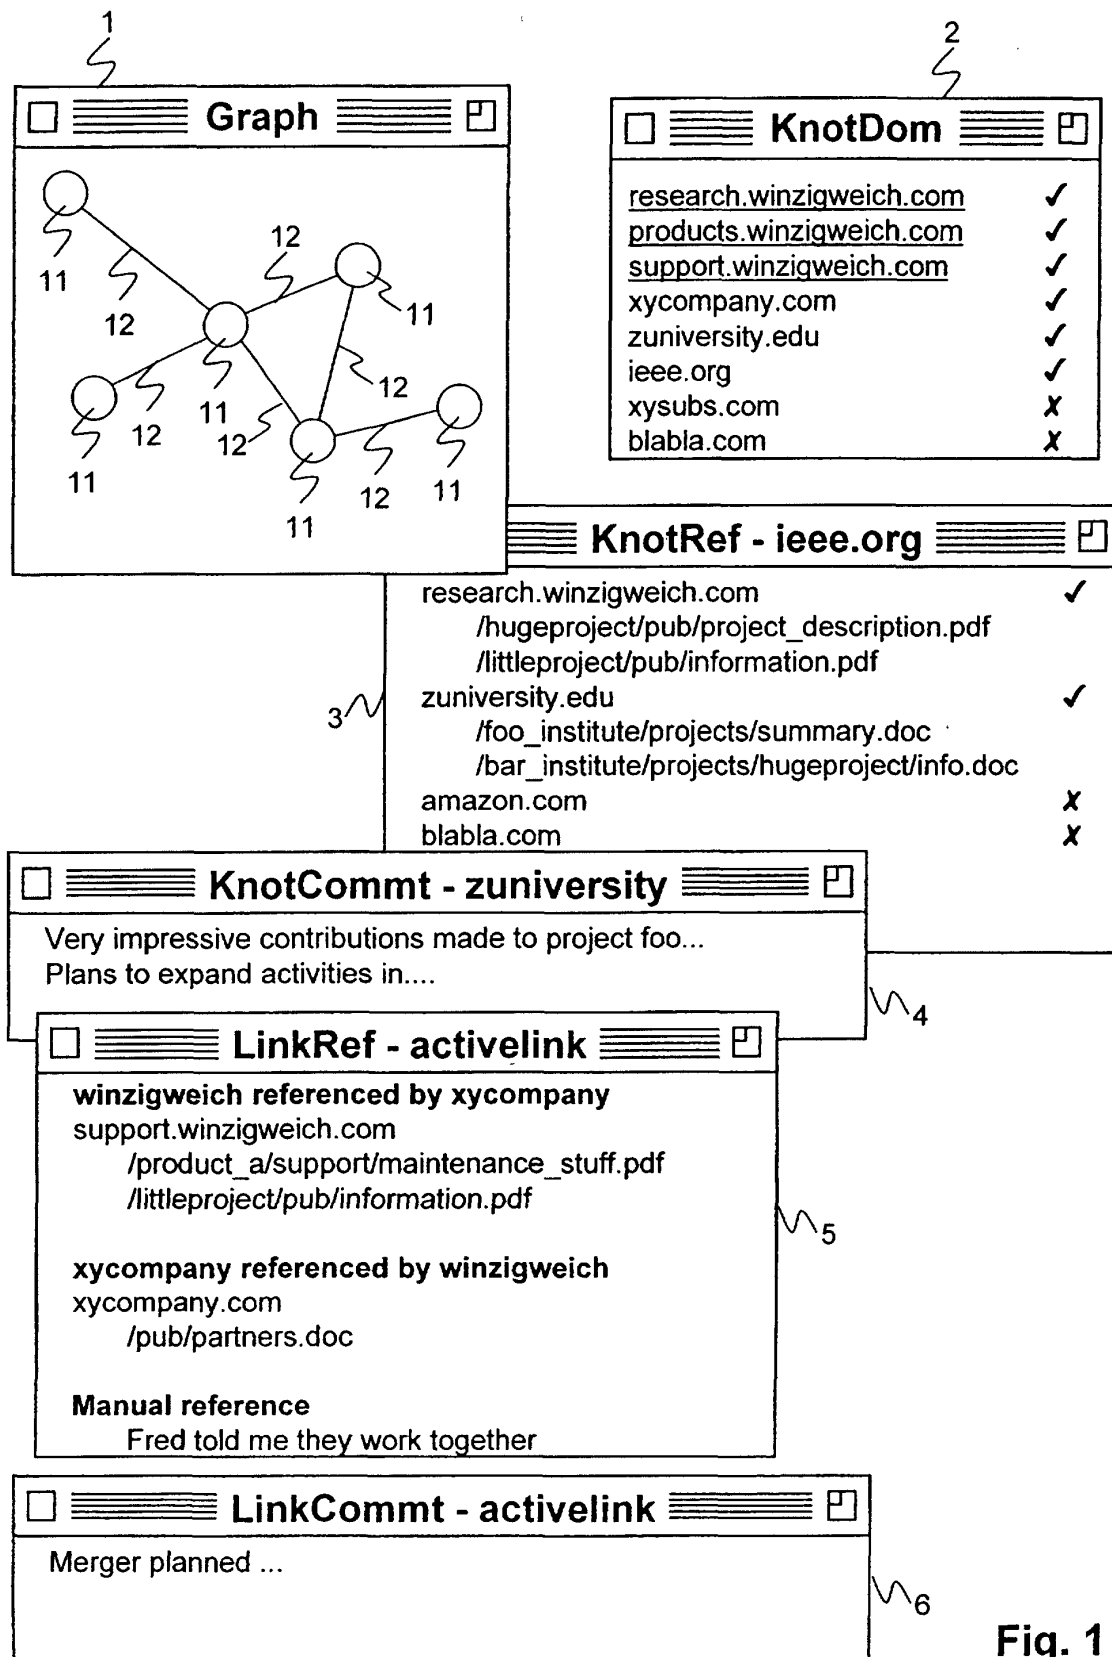 1
2
Graph
KnotDom
research.winzigweich.com ✓
products.winzigweich.com ✓
support.winzigweich.com ✓
xycompany.com ✓
zuniversity.edu ✓
ieee.org ✓
xysubs.com ✗
blabla.com ✗
11
12
12
11
11
12
12
11
12
11
12
11
11
KnotRef - ieee.org
research.winzigweich.com ✓
/hugeproject/pub/project_description.pdf
/littleproject/pub/information.pdf
zuniversity.edu ✓
/foo_institute/projects/summary.doc
/bar_institute/projects/hugeproject/info.doc
amazon.com ✗
blabla.com ✗
3
KnotCommt - zuniversity
Very impressive contributions made to project foo...
Plans to expand activities in....
4
LinkRef - activelink
winzigweich referenced by xycompany
support.winzigweich.com
/product_a/support/maintenance_stuff.pdf
/littleproject/pub/information.pdf
5
xycompany referenced by winzigweich
xycompany.com
/pub/partners.doc
Manual reference
Fred told me they work together
LinkCommt - activelink
Merger planned ...
6
Fig. 1